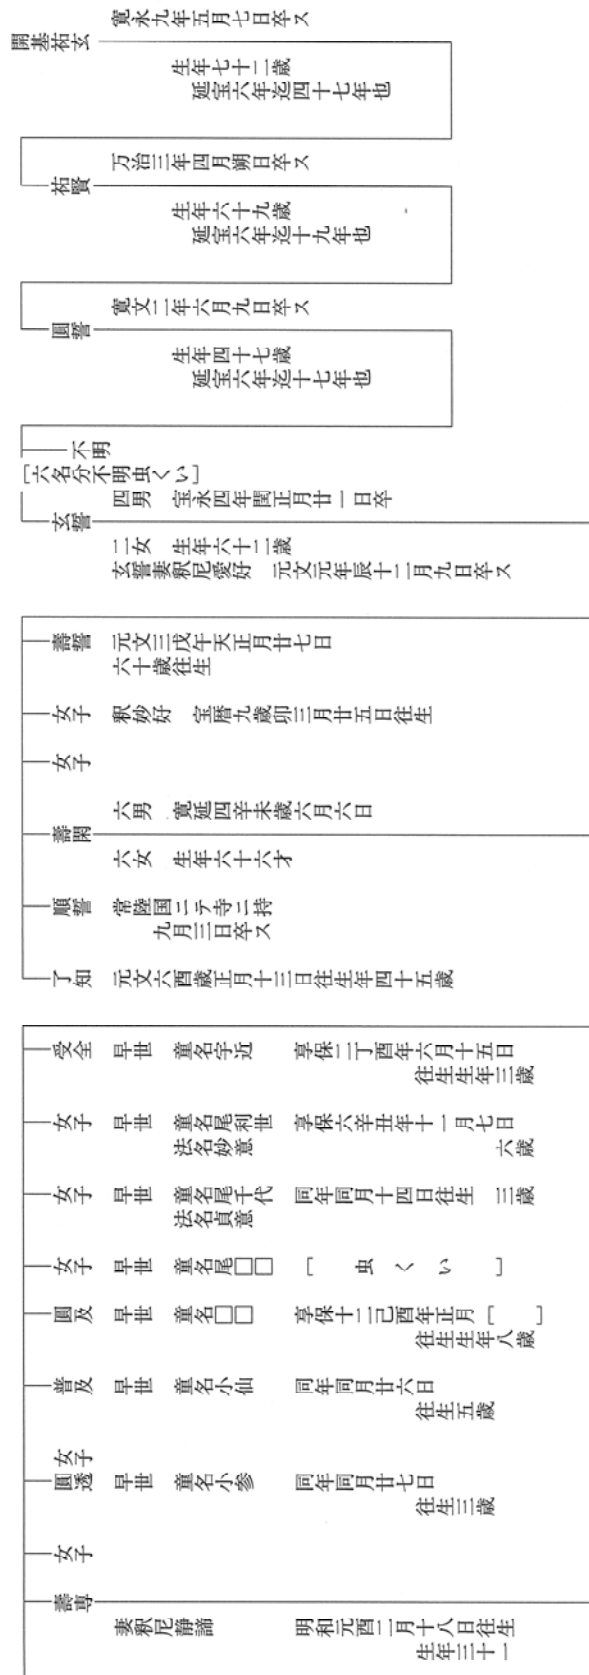 寛永九年五月七日卒ス
開基祐玄
生年七十二歳
延宝六年迄四十七年也
万治三年四月朔日卒ス
祐賢
生年六十九歳
延宝六年迄十九年也
寛文二年六月九日卒ス
圓誓
生年四十七歳
延宝六年迄十七年也
不明
[六名分不明虫くい]
四男 宝永四年閏正月廿一日卒
玄誓
二女 生年六十二歳
玄誓妻釈尼愛好 元文元年辰十二月九日卒ス
壽誓 元文三戊午天正月廿七日
六十歳往生
女子 釈妙好 宝暦九歳卯三月廿五日往生
女子
六男 寛延四辛未歳六月六日
壽閑
六女 生年六十六才
順誓 常陸国ニテ寺ニ持
九月三日卒ス
了知 元文六酉歳正月十三日往生年四十五歳
受全 早世 童名宇近 享保二丁酉年六月十五日
往生生年三歳
女子 早世 童名尾利世 享保六辛丑年十一月七日
法名妙意 六歳
女子 早世 童名尾千代 同年同月十四日往生 三歳
法名貞意
女子 早世 童名尾□□ [ 虫くい ]
圓及 早世 童名□□ 享保十二己酉年正月[ ]
往生生年八歳
普及 早世 童名小仙 同年同月廿六日
往生五歳
女子
圓透 早世 童名小参 同年同月廿七日
往生三歳
女子
壽専
妻釈尼静諦 明和元酉二月十八日往生
生年三十一